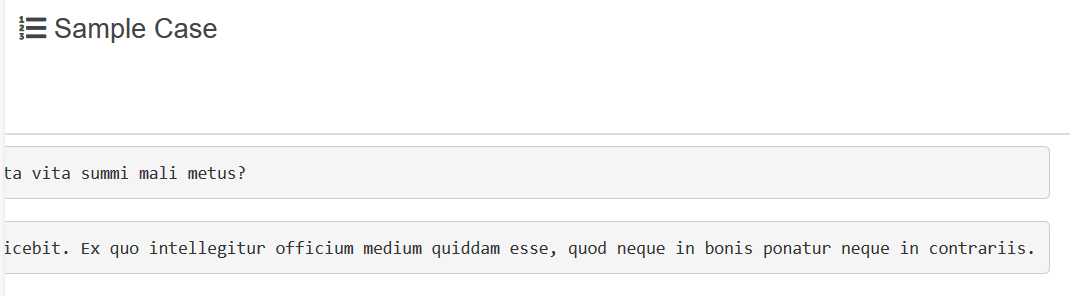 Sample Case
ta vita summi mali metus?
icebit. Ex quo intellegitur officium medium quiddam esse, quod neque in bonis ponatur neque in contrariis.